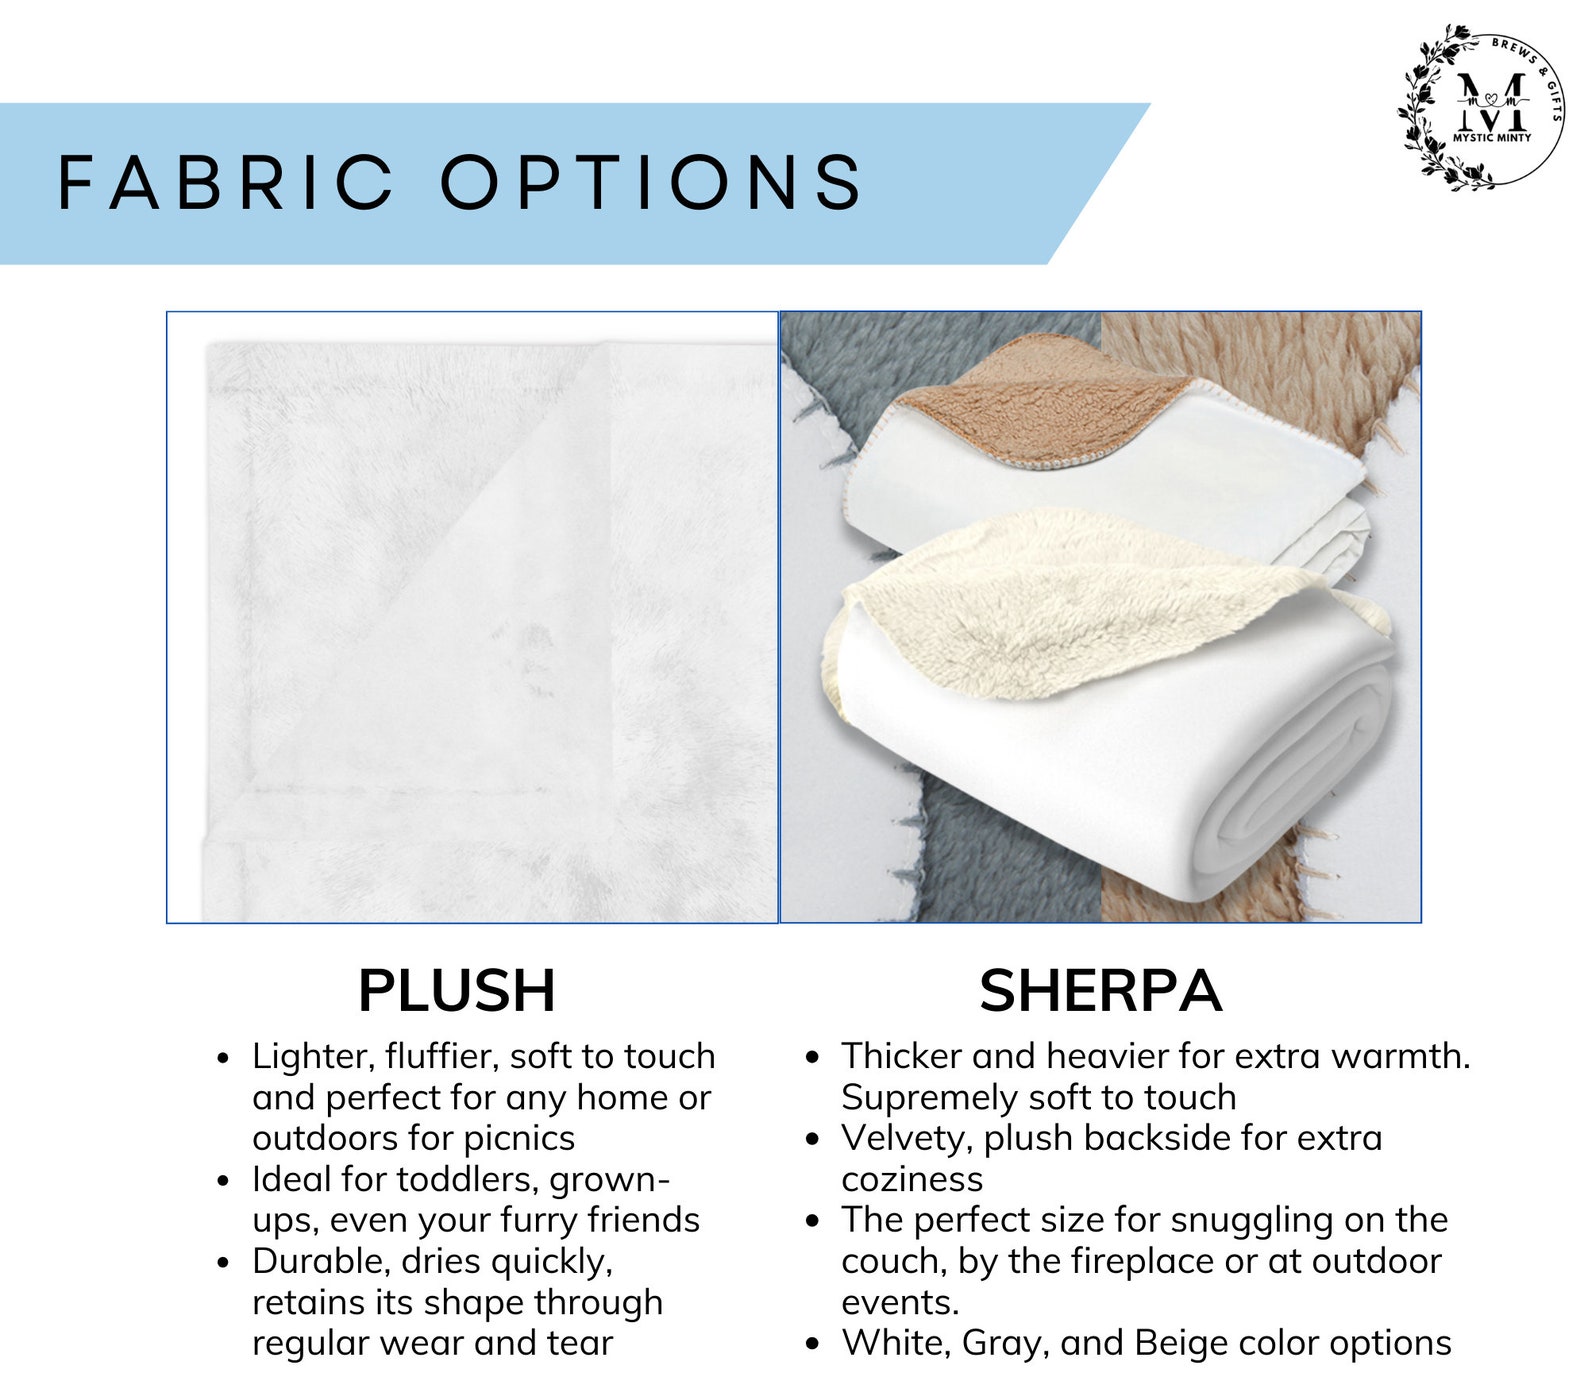 BREWS & GIFTS
M
m m
MYSTIC MINTY
FABRIC OPTIONS
PLUSH
• Lighter, fluffier, soft to touch
and perfect for any home or
outdoors for picnics
• Ideal for toddlers, grown-
ups, even your furry friends
• Durable, dries quickly,
retains its shape through
regular wear and tear
SHERPA
• Thicker and heavier for extra warmth.
Supremely soft to touch
• Velvety, plush backside for extra
coziness
• The perfect size for snuggling on the
couch, by the fireplace or at outdoor
events.
• White, Gray, and Beige color options